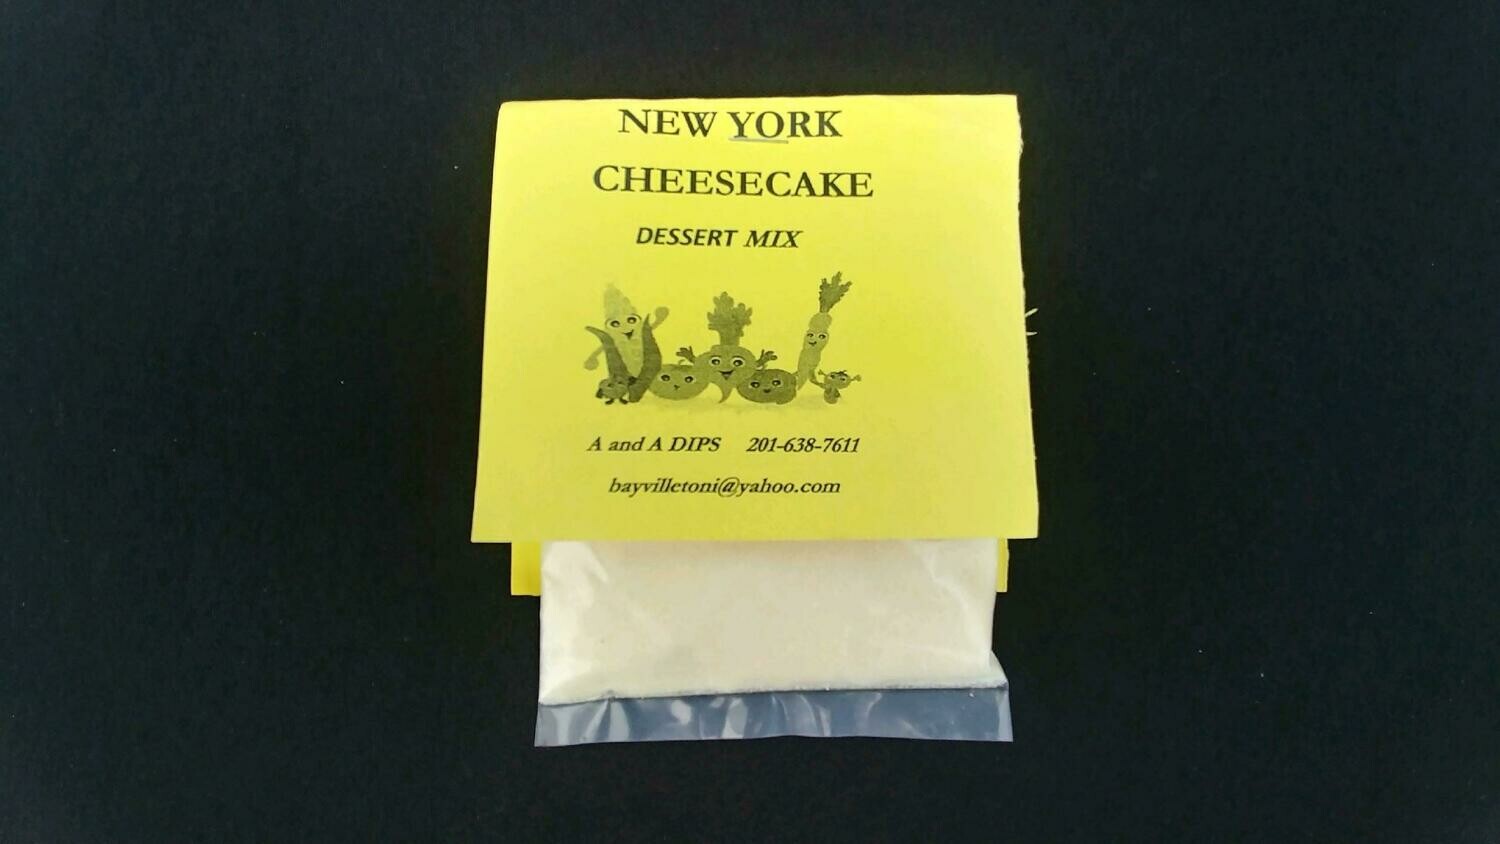 NEW YORK
CHEESECAKE
DESSERT MIX
A and A DIPS 201-638-7611
bayvilletoni@yahoo.com